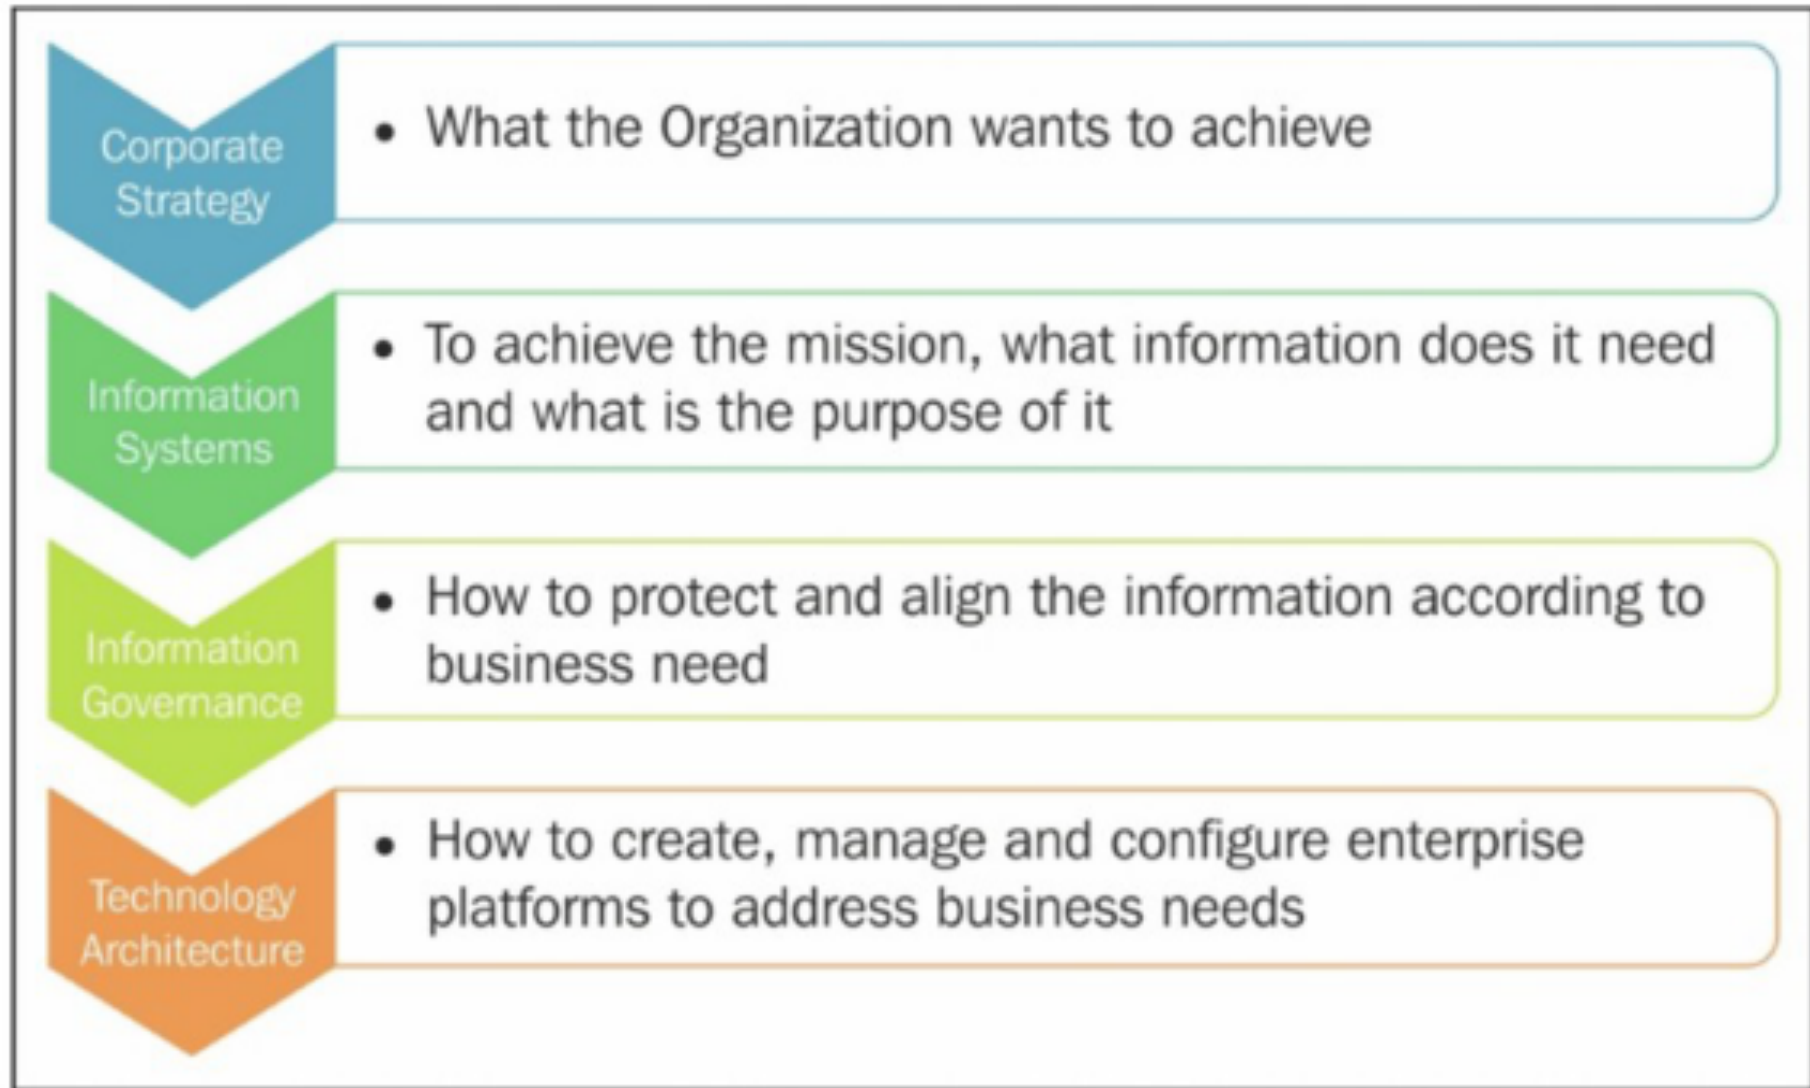 Corporate
Strategy
• What the Organization wants to achieve
Information
Systems
• To achieve the mission, what information does it need
and what is the purpose of it
Information
Governance
• How to protect and align the information according to
business need
Technology
Architecture
• How to create, manage and configure enterprise
platforms to address business needs